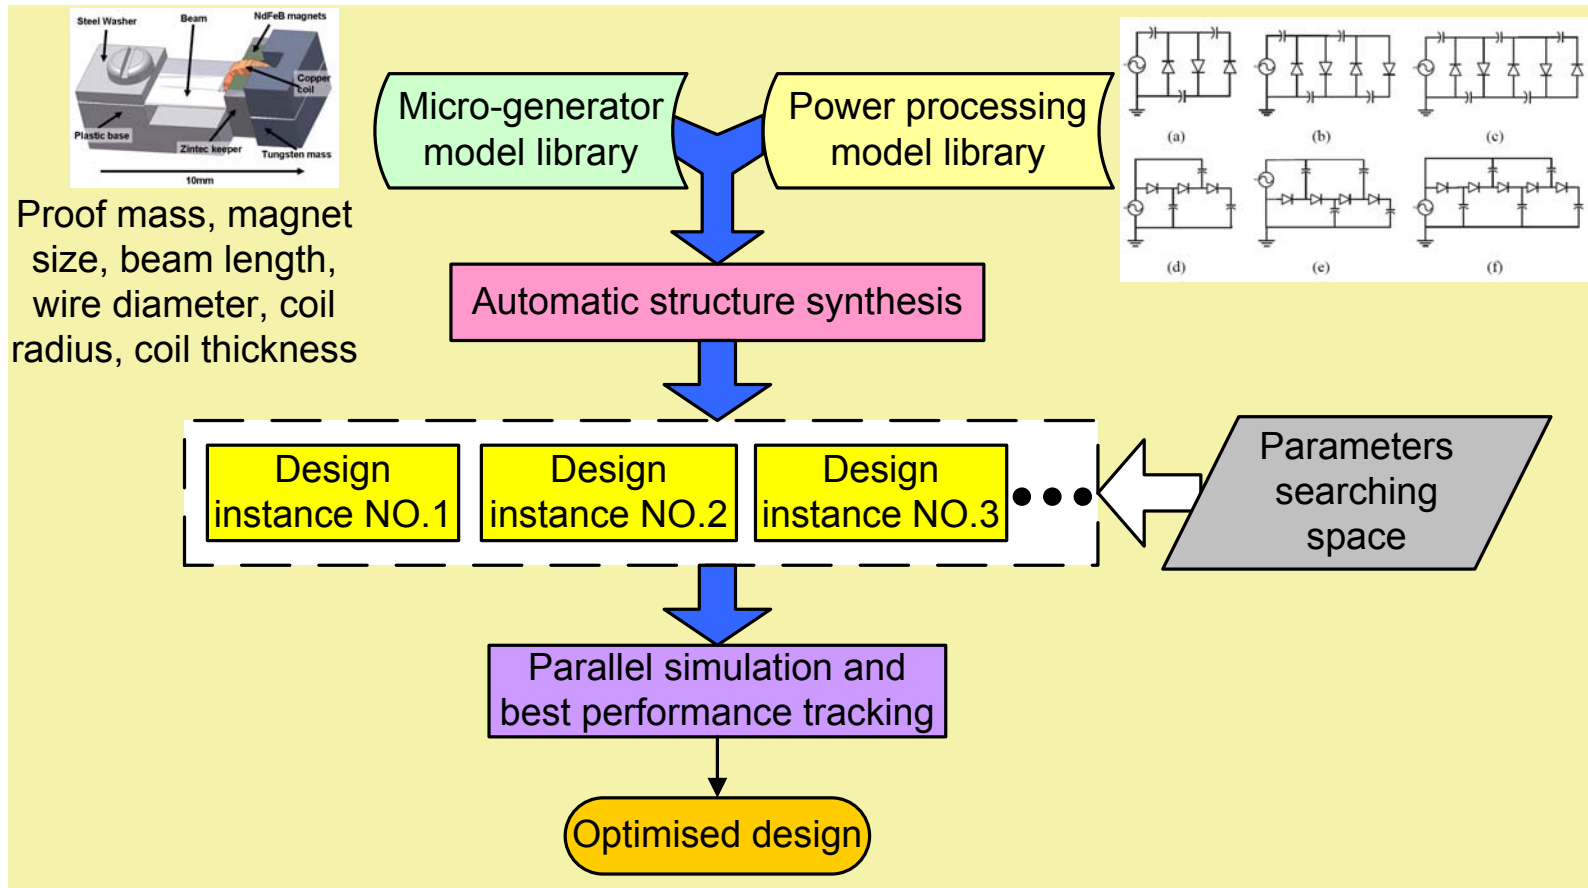 Steel Washer
Beam
NdFeB magnets
Copper
coil
Plastic base
Zintec keeper
Tungsten mass
10mm
Proof mass, magnet
size, beam length,
wire diameter, coil
radius, coil thickness
Micro-generator
model library
Power processing
model library
(a)
(b)
(c)
(d)
(e)
(f)
Automatic structure synthesis
Design
instance NO.1
Design
instance NO.2
Design
instance NO.3
Parameters
searching
space
Parallel simulation and
best performance tracking
Optimised design